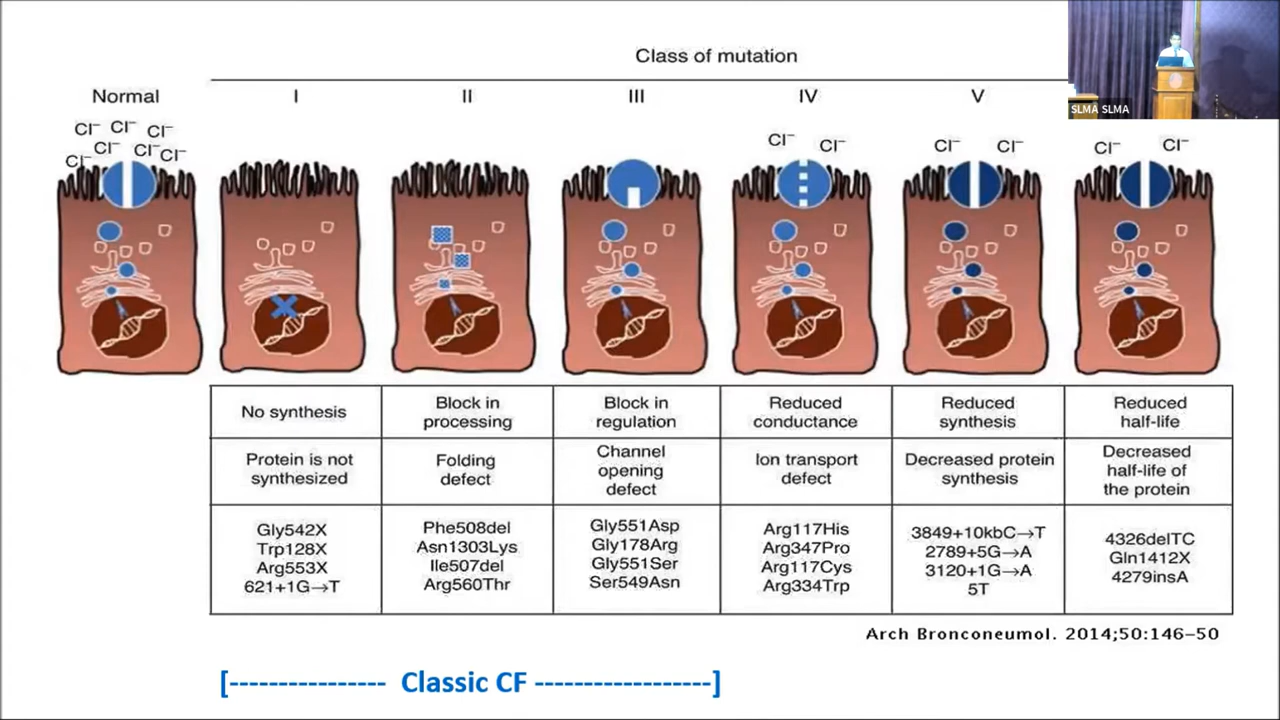 Class of mutation
Normal
I
II
III
IV
V
SLMA SLMA
Cl⁻ Cl⁻ Cl⁻
Cl⁻ Cl⁻ Cl⁻ Cl⁻
Cl⁻ Cl⁻
Cl⁻ Cl⁻
Cl⁻ Cl⁻
No synthesis
Block in
processing
Block in
regulation
Reduced
conductance
Reduced
synthesis
Reduced
half-life
Protein is not
synthesized
Folding
defect
Channel
opening
defect
Ion transport
defect
Decreased protein
synthesis
Decreased
half-life of
the protein
Gly542X
Trp128X
Arg553X
621+1G→T
Phe508del
Asn1303Lys
Ile507del
Arg560Thr
Gly551Asp
Gly178Arg
Gly551Ser
Ser549Asn
Arg117His
Arg347Pro
Arg117Cys
Arg334Trp
3849+10kbC→T
2789+5G→A
3120+1G→A
5T
4326delTC
Gln1412X
4279insA
Arch Bronconeumol. 2014;50:146–50
[---------------- Classic CF ------------------]